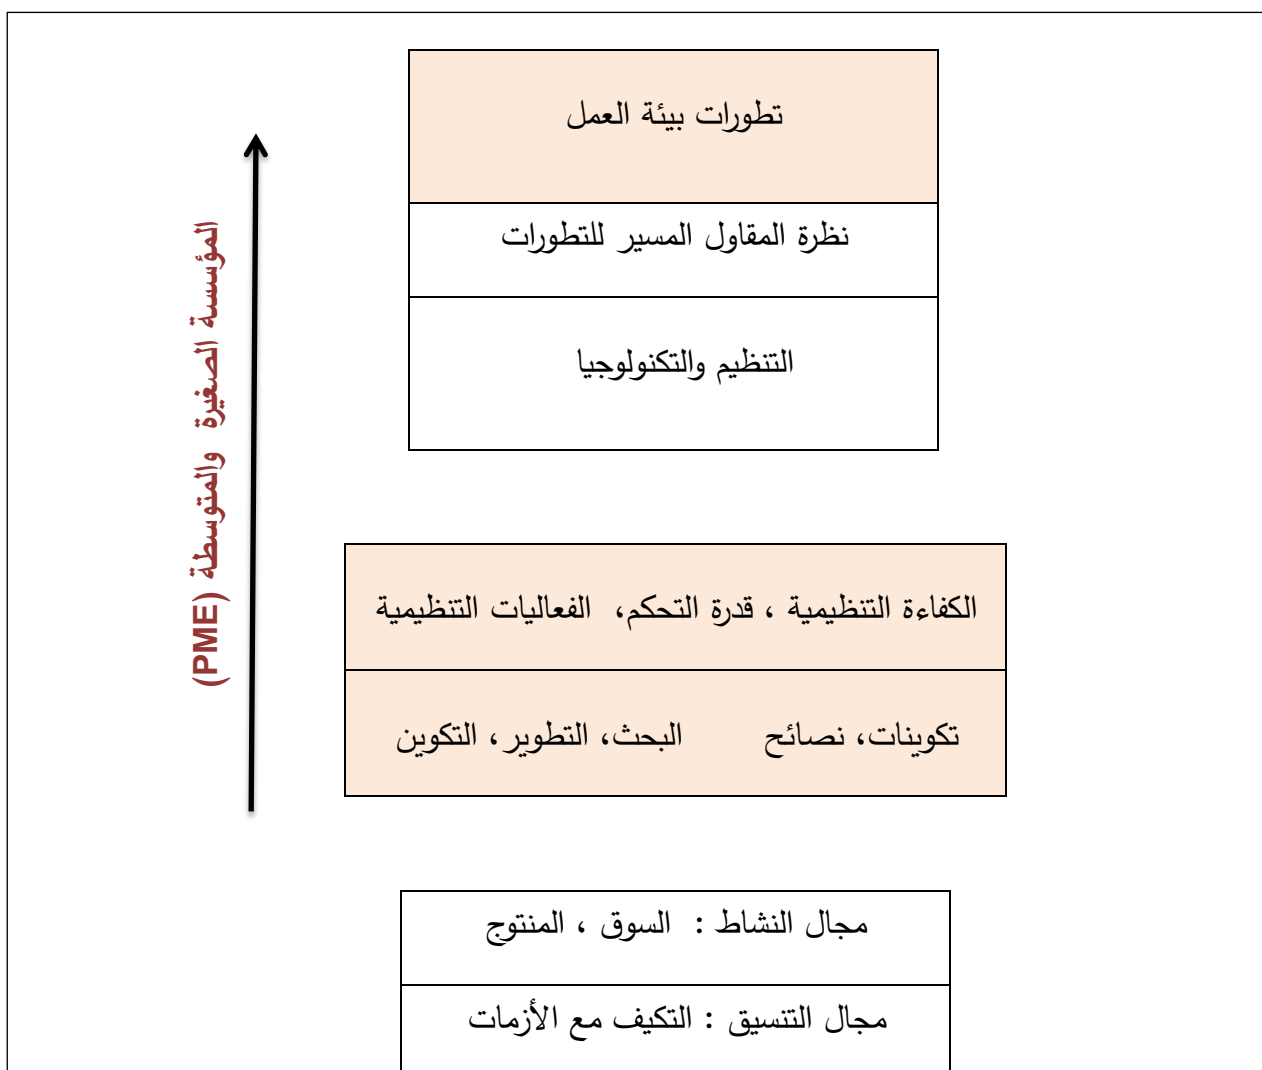 تطورات بيئة العمل
نظرة المقاول المسير للتطورات
التنظيم والتكنولوجيا
المؤسسة الصغيرة والمتوسطة (PME)
الكفاءة التنظيمية ، قدرة التحكم، الفعاليات التنظيمية
تكوينات، نصائح البحث، التطوير، التكوين
مجال النشاط : السوق ، المنتوج
مجال التنسيق : التكيف مع الأزمات